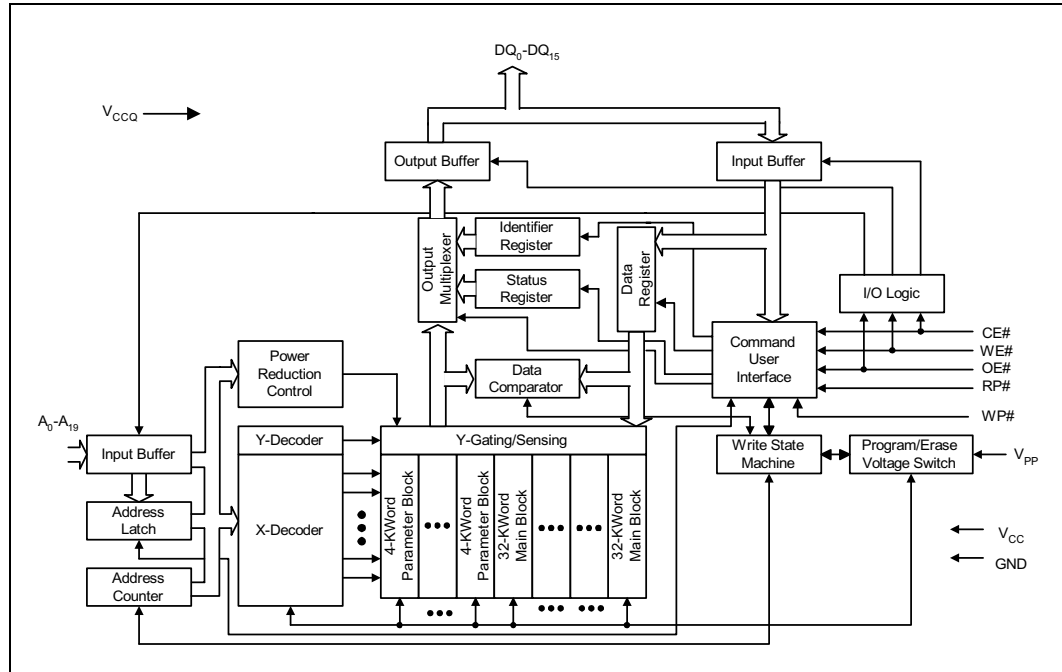 DQ0-DQ15
VCCQ
Output Buffer
Input Buffer
Output
Multiplexer
Identifier
Register
Status
Register
Data
Register
I/O Logic
Command
User
Interface
CE#
WE#
OE#
RP#
WP#
Power
Reduction
Control
Data
Comparator
A0-A19
Input Buffer
Y-Decoder
Y-Gating/Sensing
Write State
Machine
Program/Erase
Voltage Switch
VPP
Address
Latch
X-Decoder
4-KWord
Parameter Block
4-KWord
Parameter Block
32-KWord
Main Block
32-KWord
Main Block
VCC
GND
Address
Counter